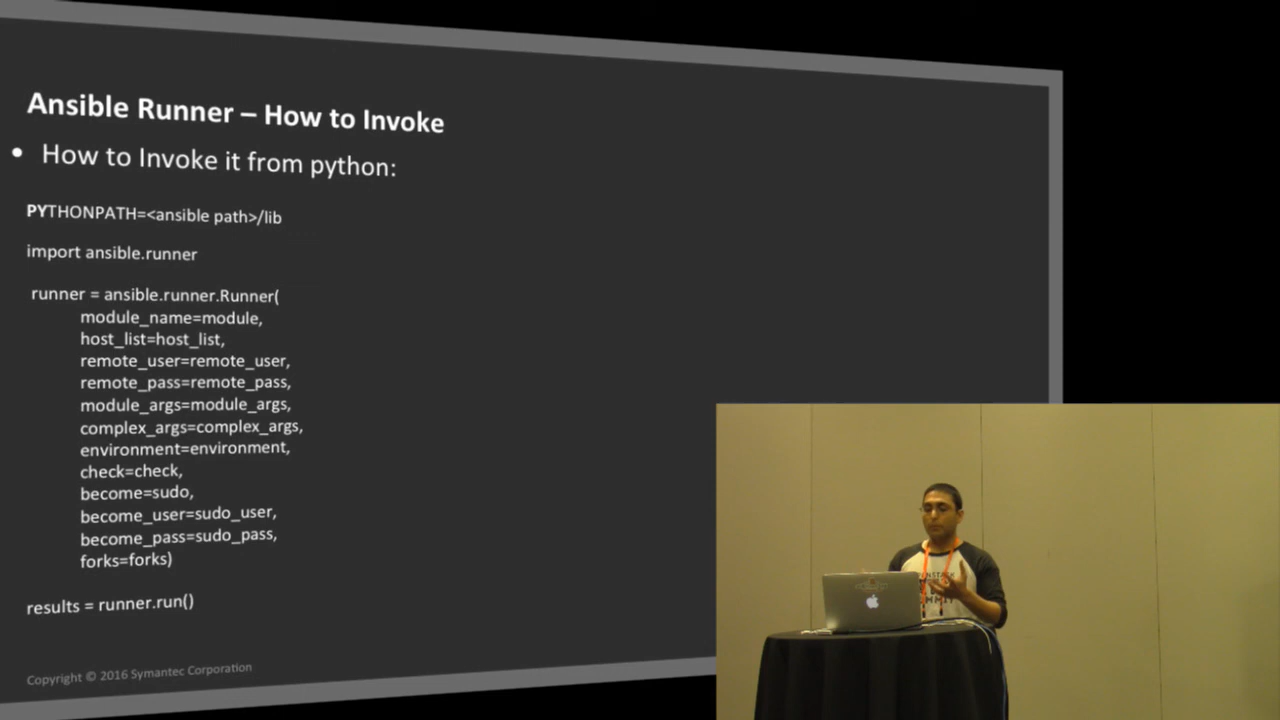 Ansible Runner – How to Invoke
• How to Invoke it from python:
PYTHONPATH=<ansible path>/lib
import ansible.runner
runner = ansible.runner.Runner(
module_name=module,
host_list=host_list,
remote_user=remote_user,
remote_pass=remote_pass,
module_args=module_args,
complex_args=complex_args,
environment=environment,
check=check,
become=sudo,
become_user=sudo_user,
become_pass=sudo_pass,
forks=forks)
results = runner.run()
Copyright © 2016 Symantec Corporation